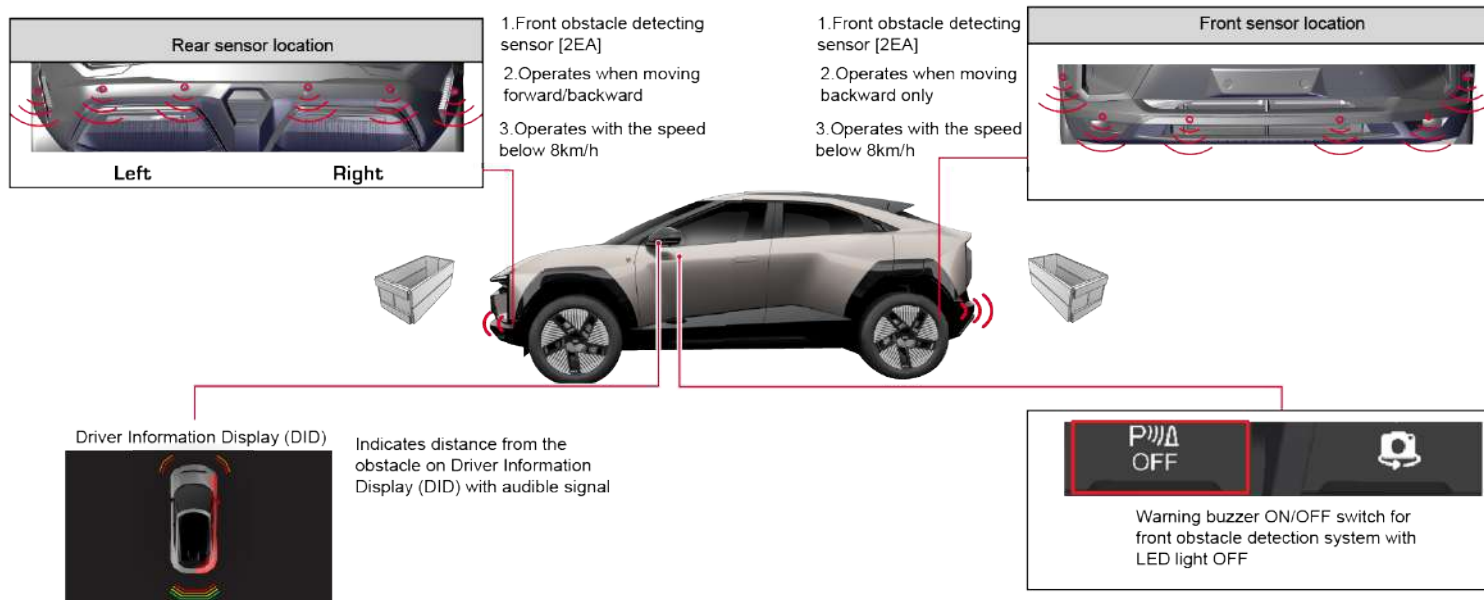 Rear sensor location
Left
Right
1.Front obstacle detecting
sensor [2EA]
2.Operates when moving
forward/backward
3.Operates with the speed
below 8km/h
1.Front obstacle detecting
sensor [2EA]
2.Operates when moving
backward only
3.Operates with the speed
below 8km/h
Front sensor location
Driver Information Display (DID)
Indicates distance from the
obstacle on Driver Information
Display (DID) with audible signal
P
OFF
Warning buzzer ON/OFF switch for
front obstacle detection system with
LED light OFF